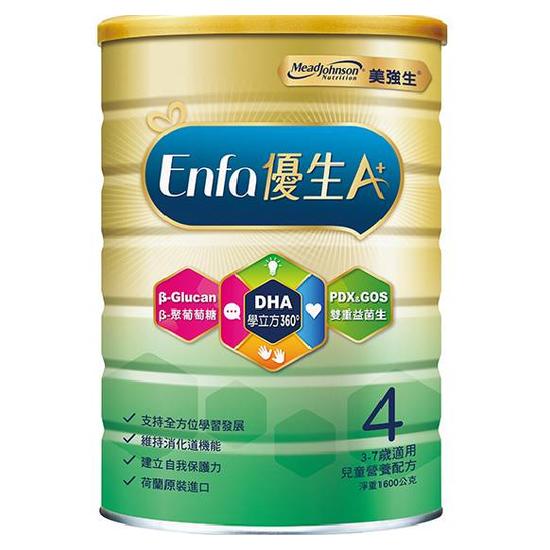 MeadJohnson®
Nutrition
美強生®
Enfa優生A+
β-Glucan
β-聚葡萄糖
DHA
學立方360°
PDX&GOS
雙重益菌生
✓ 支持全方位學習發展
✓ 維持消化道機能
✓ 建立自我保護力
✓ 荷蘭原裝進口
4
3-7歲適用
兒童營養配方
淨重1600公克